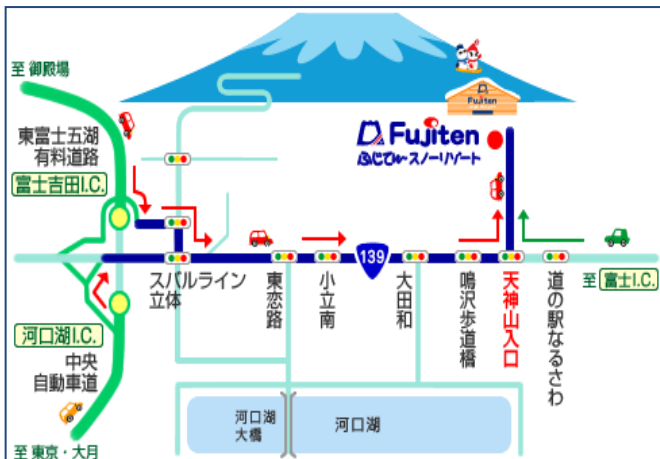 至 御殿場
東富士五湖
有料道路
富士吉田I.C.
Fujiten
Fujiten
ふじてんスノーリゾート
139
スバルライン
立体
東恋路
小立南
大田和
鳴沢歩道橋
天神山入口
道の駅なるさわ
至 富士I.C.
河口湖I.C.
中央
自動車道
至 東京・大月
河口湖
大橋
河口湖